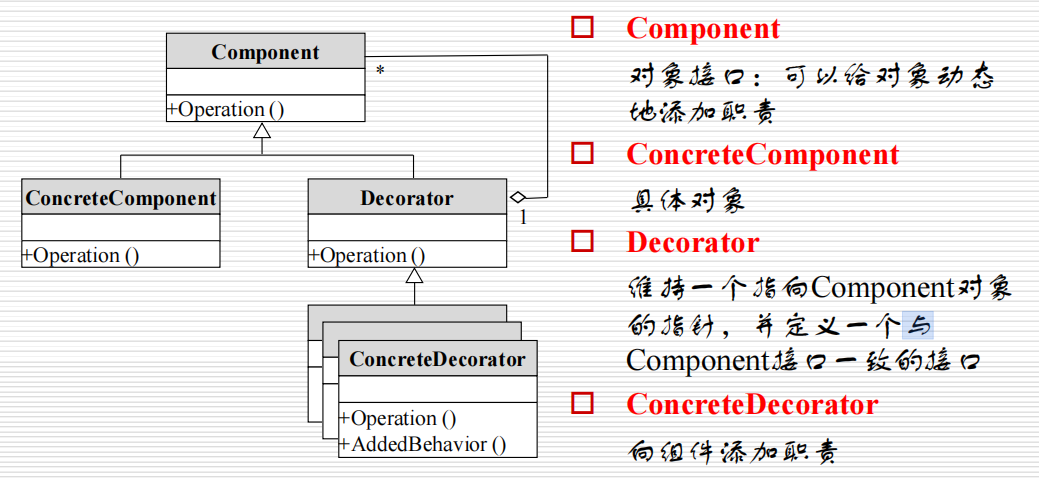 Component
*
+Operation ()
ConcreteComponent
+Operation ()
Decorator
1
+Operation ()
ConcreteDecorator
+Operation ()
+AddedBehavior ()
Component
对象接口：可以给对象动态
地添加职责
ConcreteComponent
具体对象
Decorator
维持一个指向Component对象
的指针，并定义一个与
Component接口一致的接口
ConcreteDecorator
向组件添加职责